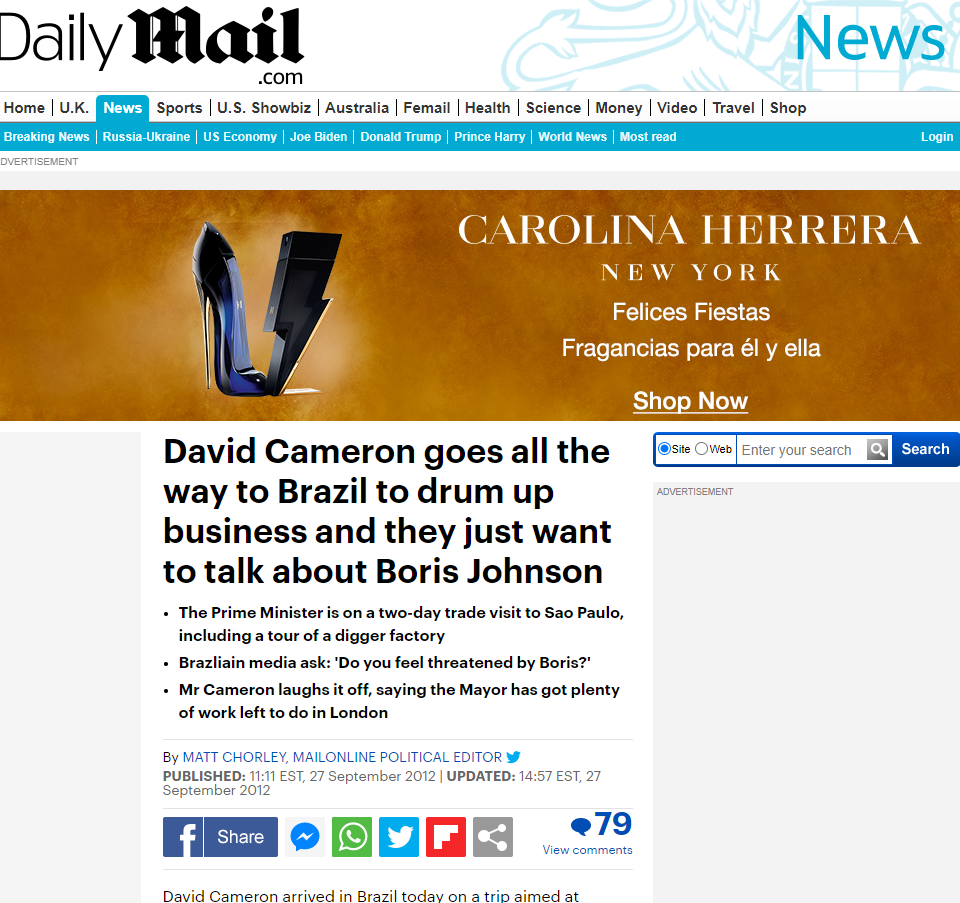 Daily Mail
.com
News
Home U.K. News Sports U.S. Showbiz Australia Femail Health Science Money Video Travel Shop
Breaking News Russia-Ukraine US Economy Joe Biden Donald Trump Prince Harry World News Most read Login
DVERTISEMENT
CAROLINA HERRERA
NEW YORK
Felices Fiestas
Fragancias para él y ella
Shop Now
David Cameron goes all the
way to Brazil to drum up
business and they just want
to talk about Boris Johnson
Site Web Enter your search Search
ADVERTISEMENT
• The Prime Minister is on a two-day trade visit to Sao Paulo,
including a tour of a digger factory
• Brazliain media ask: 'Do you feel threatened by Boris?'
• Mr Cameron laughs it off, saying the Mayor has got plenty
of work left to do in London
By MATT CHORLEY, MAILONLINE POLITICAL EDITOR
PUBLISHED: 11:11 EST, 27 September 2012 | UPDATED: 14:57 EST, 27
September 2012
Share
79
View comments
David Cameron arrived in Brazil today on a trip aimed at